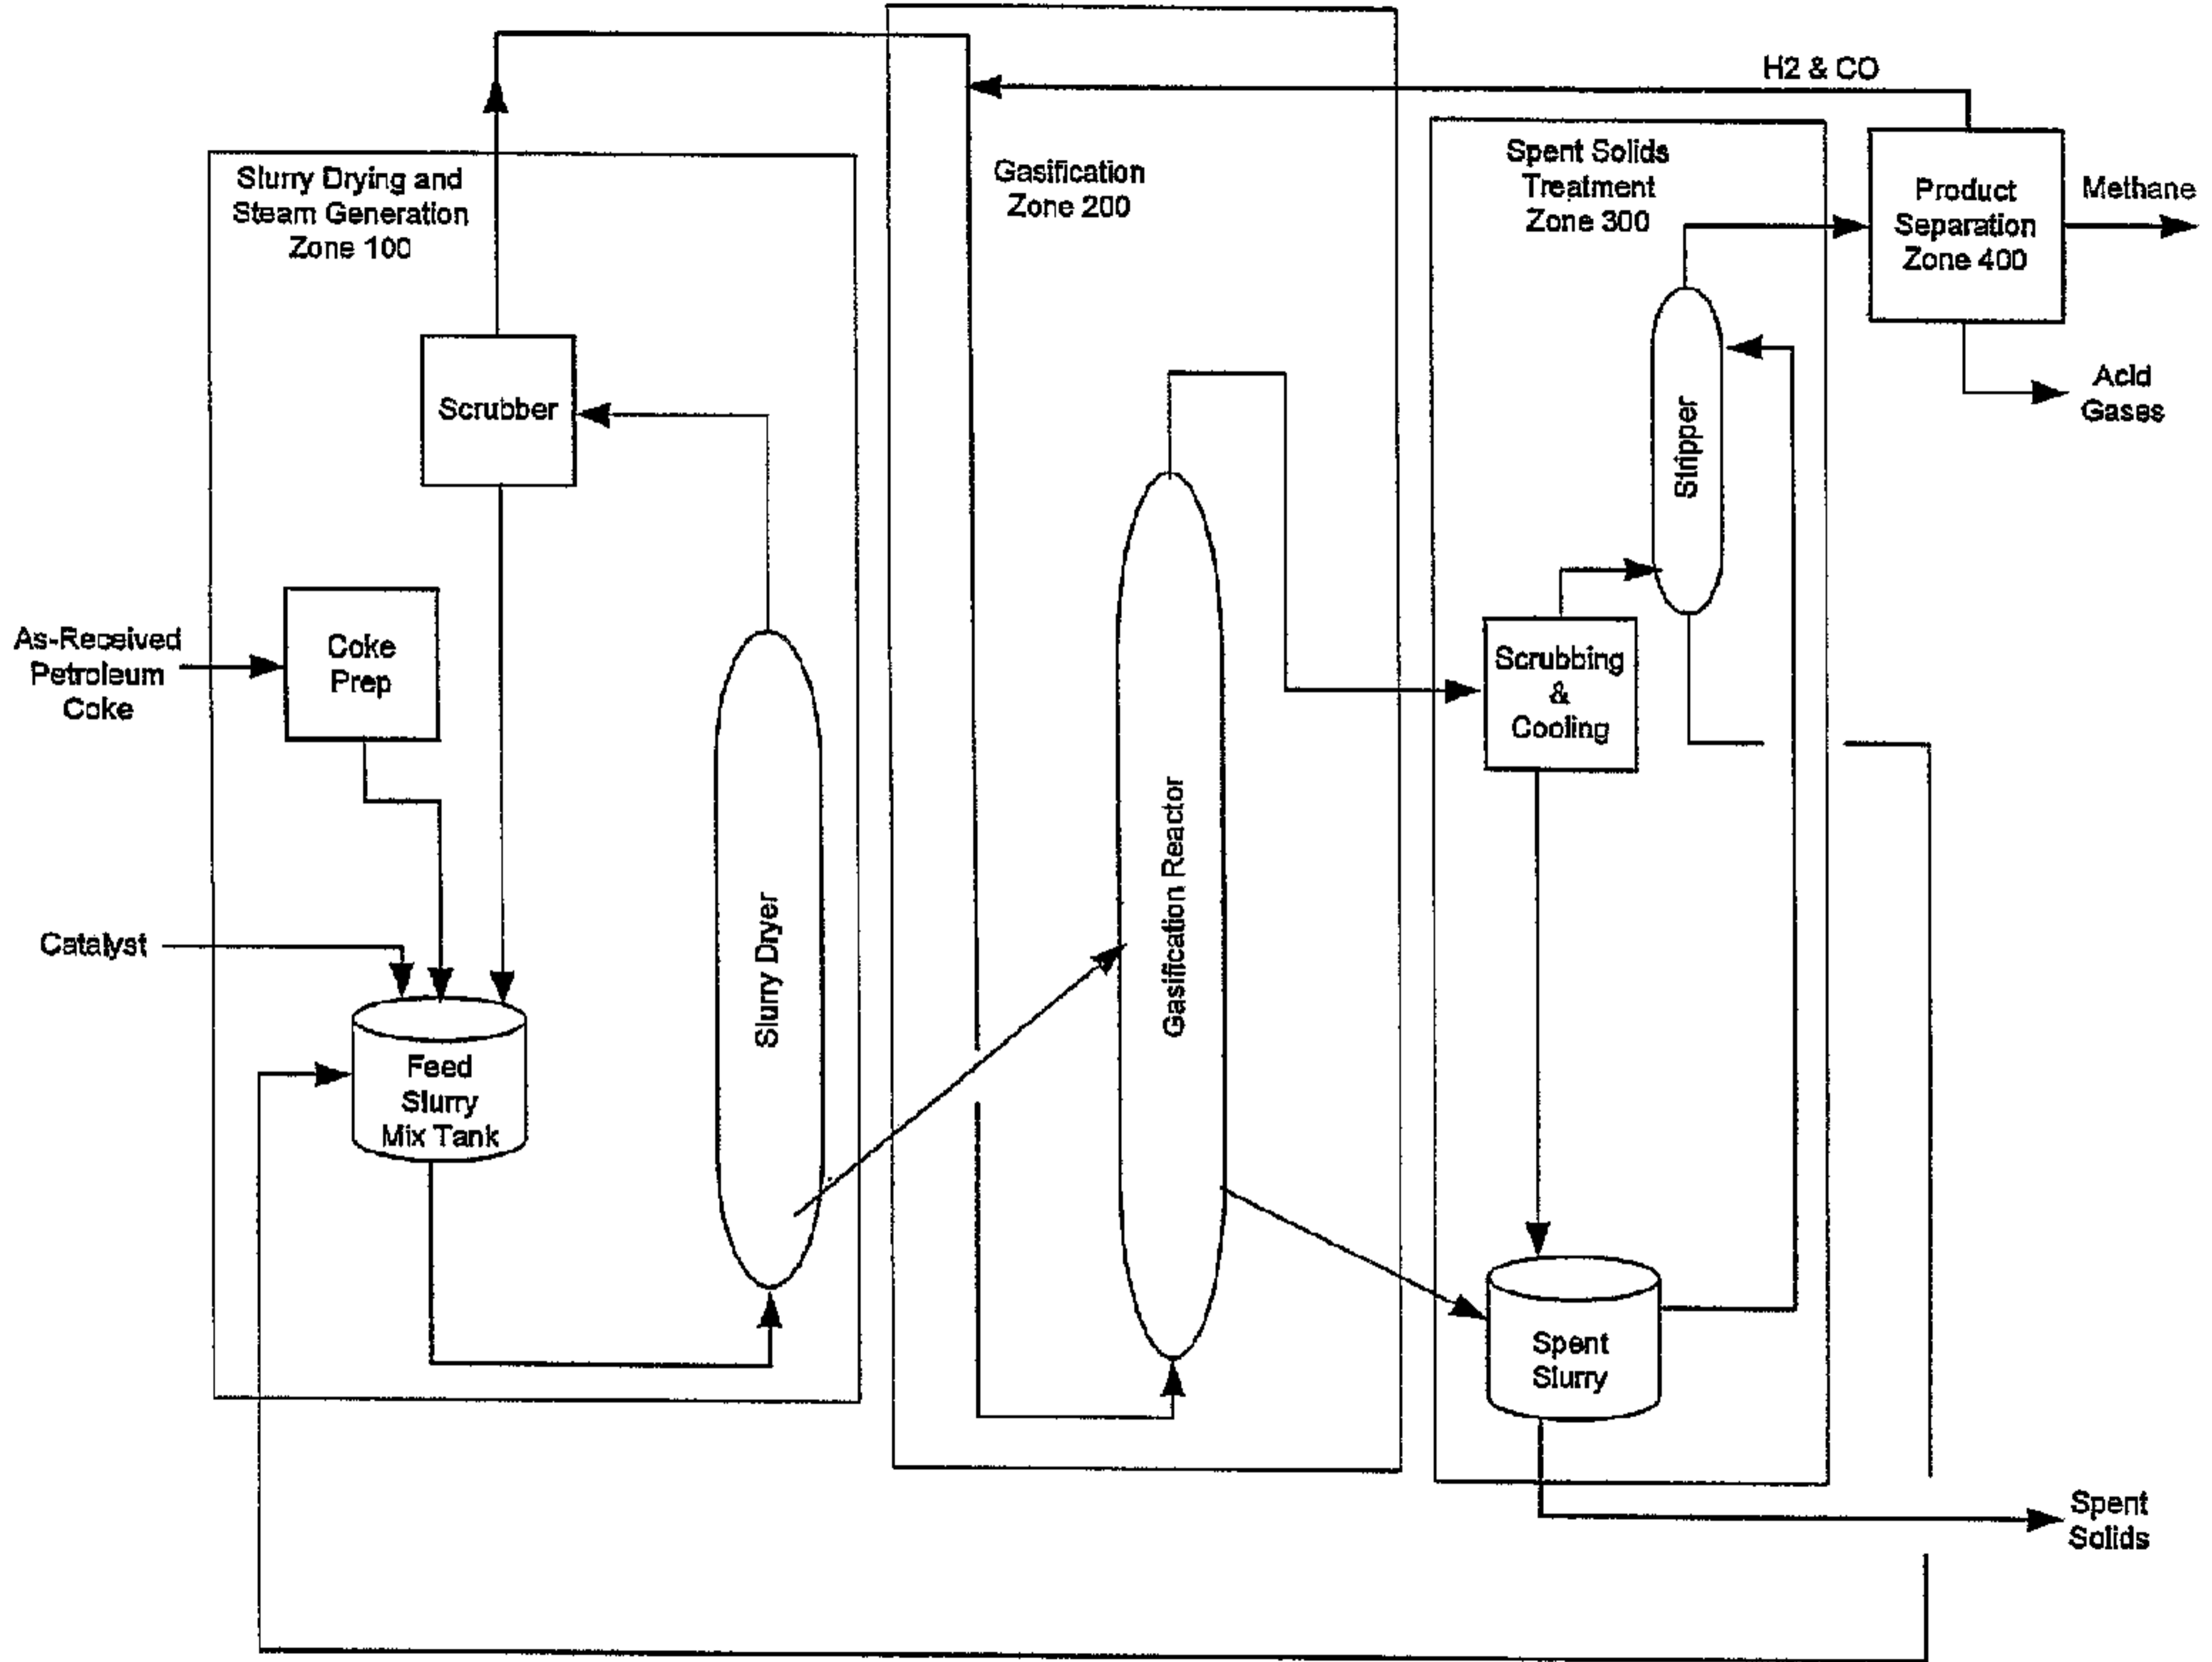 H2 & CO
Slurry Drying and
Steam Generation
Zone 100
Gasification
Zone 200
Spent Solids
Treatment
Zone 300
Product
Separation
Zone 400
Methane
Acid
Gases
Scrubber
Stripper
As-Received
Petroleum
Coke
Coke
Prep
Scrubbing
&
Cooling
Catalyst
Slurry Dryer
Gasification Reactor
Feed
Slurry
Mix Tank
Spent
Slurry
Spent
Solids